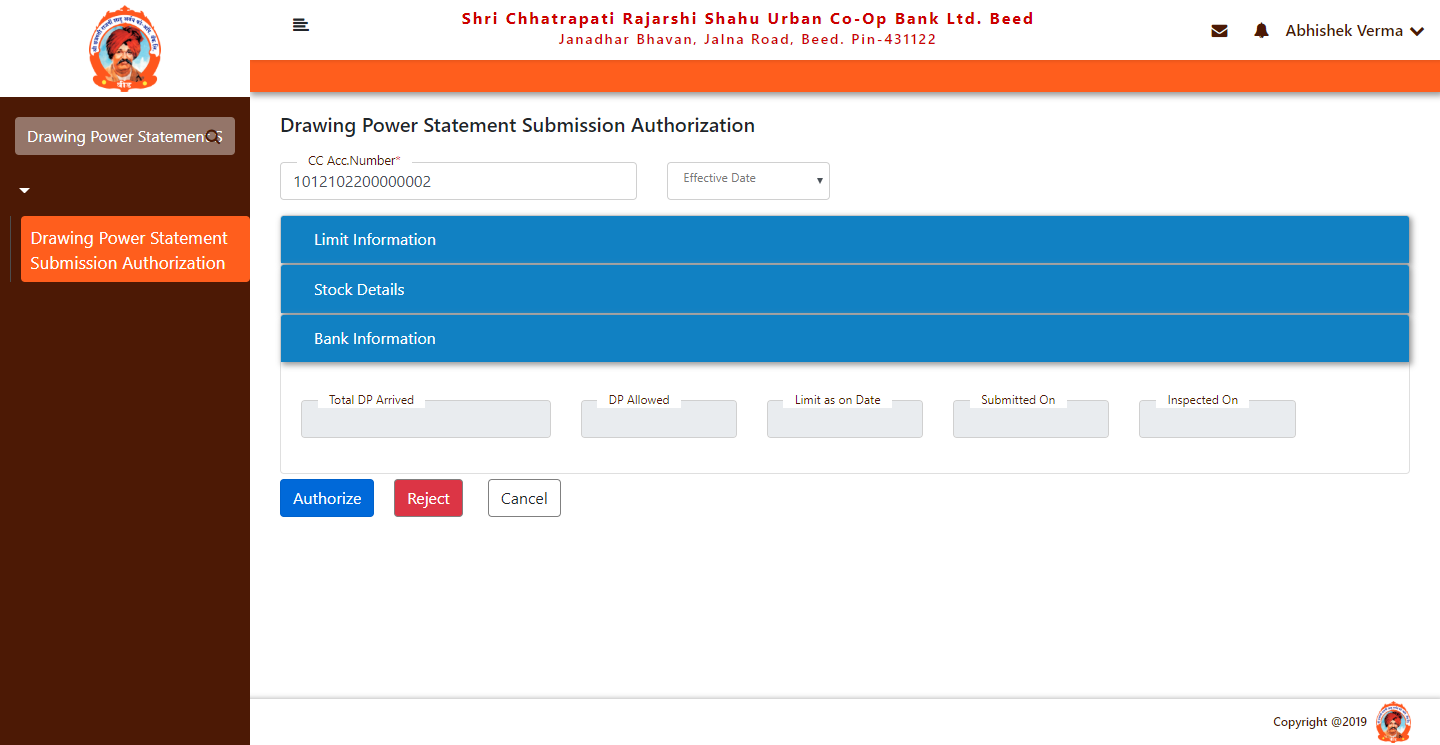 Shri Chhatrapati Rajarshi Shahu Urban Co-Op Bank Ltd. Beed
Janadhar Bhavan, Jalna Road, Beed. Pin-431122
Abhishek Verma
बीड
Drawing Power Statement
Drawing Power Statement
Submission Authorization
Drawing Power Statement Submission Authorization
CC Acc.Number*
1012102200000002
Effective Date
Limit Information
Stock Details
Bank Information
Total DP Arrived
DP Allowed
Limit as on Date
Submitted On
Inspected On
Authorize
Reject
Cancel
Copyright @2019